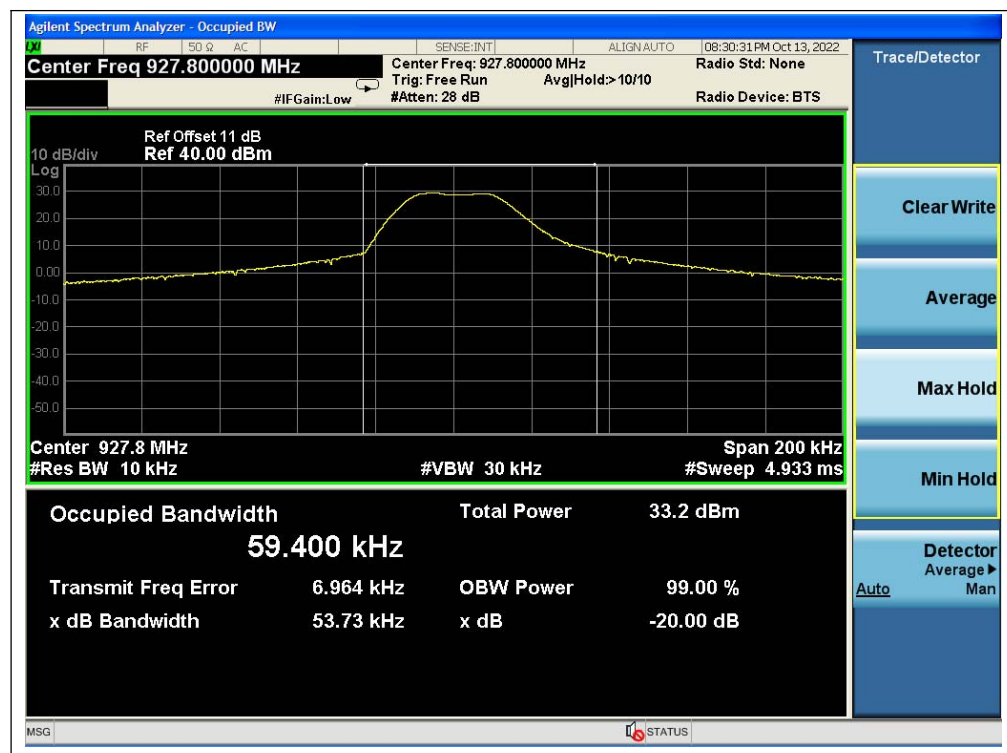 Agilent Spectrum Analyzer - Occupied BW
LXI RF 50 Ω AC SENSE:INT ALIGN AUTO 08:30:31 PM Oct 13, 2022
Center Freq 927.800000 MHz Center Freq: 927.800000 MHz Radio Std: None
Trig: Free Run Avg|Hold:>10/10
#IFGain:Low #Atten: 28 dB Radio Device: BTS
Trace/Detector
Ref Offset 11 dB
10 dB/div Ref 40.00 dBm
Log
30.0
20.0
10.0
0.00
-10.0
-20.0
-30.0
-40.0
-50.0
Center 927.8 MHz Span 200 kHz
#Res BW 10 kHz #VBW 30 kHz #Sweep 4.933 ms
Occupied Bandwidth Total Power 33.2 dBm
59.400 kHz
Transmit Freq Error 6.964 kHz OBW Power 99.00 %
x dB Bandwidth 53.73 kHz x dB -20.00 dB
Clear Write
Average
Max Hold
Min Hold
Detector
Average
Auto Man
MSG STATUS